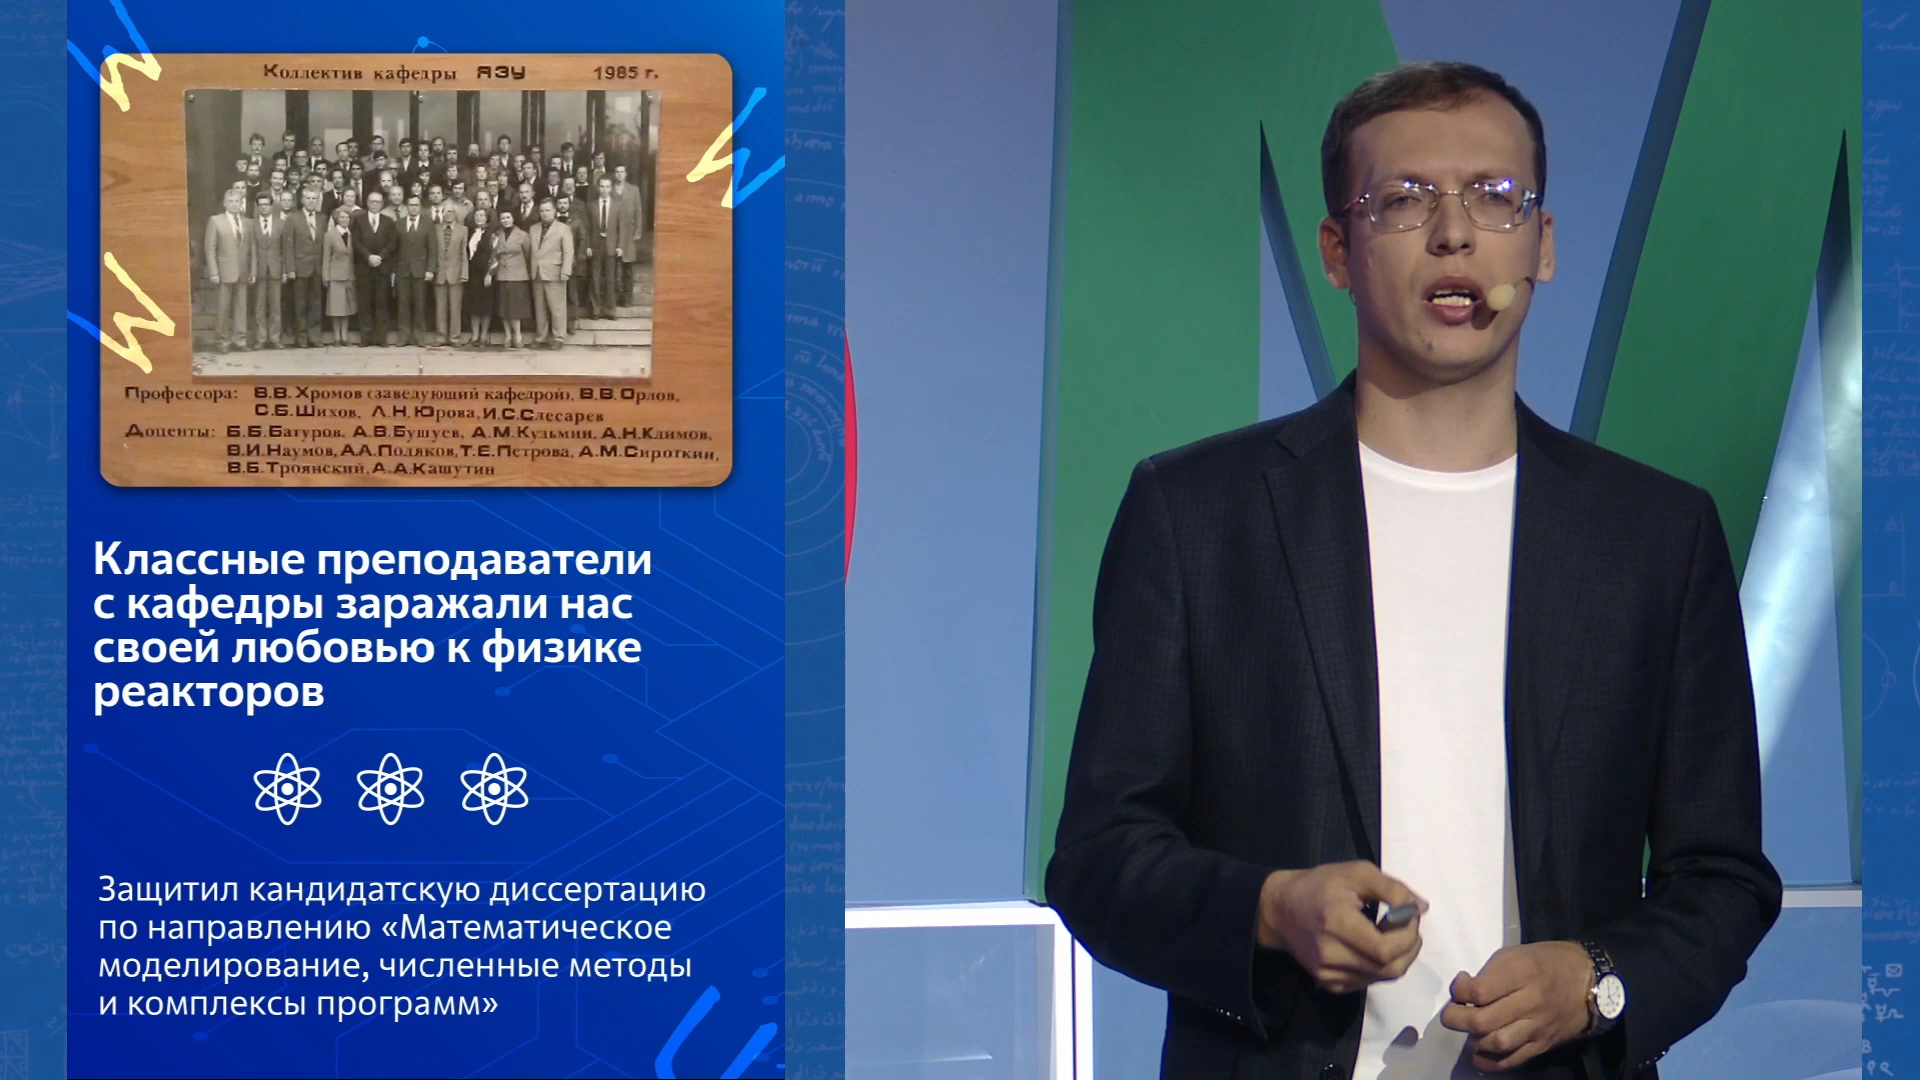 Коллектив кафедры ЯЭУ 1985 г.
Профессора: В.В.Хромов (заведующий кафедрой), В.В.Орлов,
С.Б.Шихов, Л.Н.Юрова, И.С.Слесарев
Доценты: Б.Б.Батуров, А.В.Бушуев, А.М.Кузьмин, А.Н.Климов,
В.И.Наумов, А.А.Поляков, Т.Е.Петрова, А.М.Сироткин,
В.Б.Троянский, А.А.Кашутин
Классные преподаватели
с кафедры заражали нас
своей любовью к физике
реакторов
Защитил кандидатскую диссертацию
по направлению «Математическое
моделирование, численные методы
и комплексы программ»